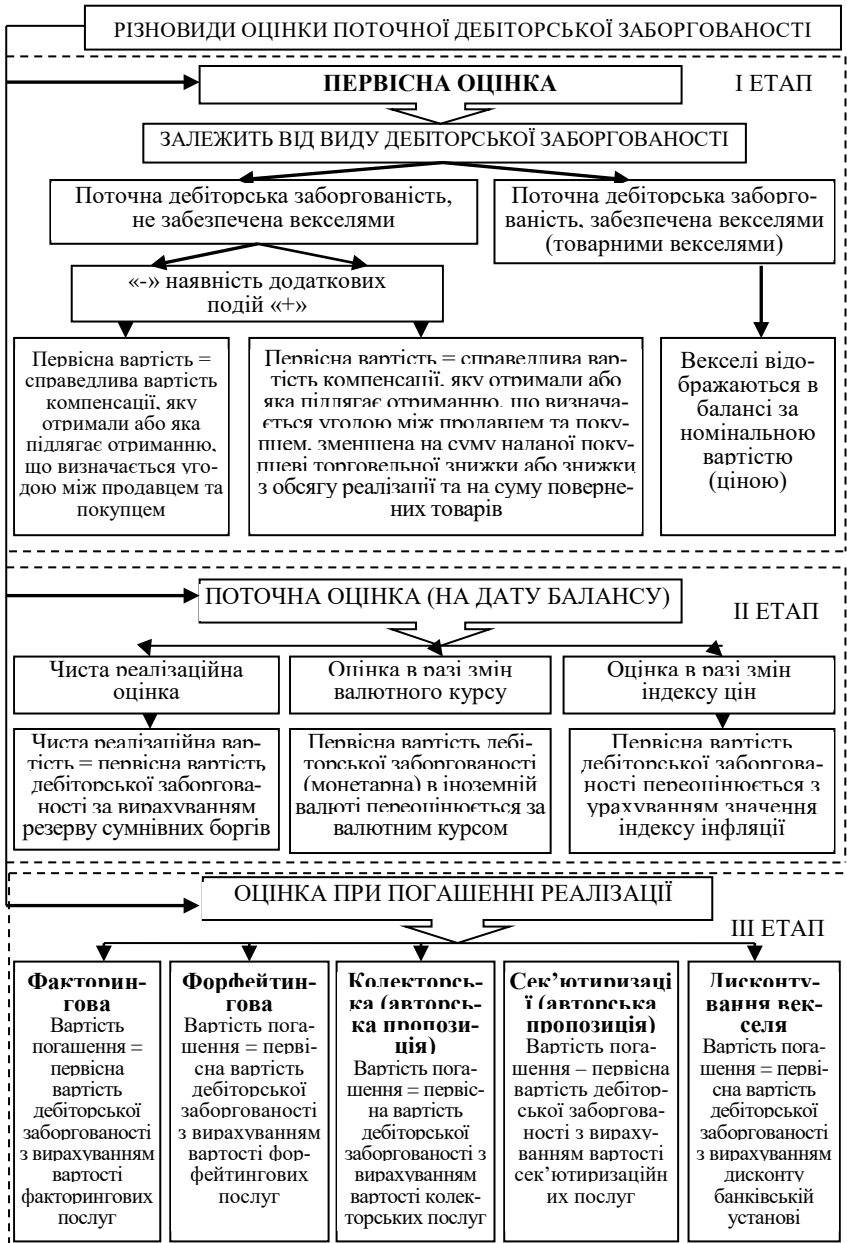 РІЗНОВИДИ ОЦІНКИ ПОТОЧНОЇ ДЕБІТОРСЬКОЇ ЗАБОРГОВАНОСТІ
ПЕРВІСНА ОЦІНКА
І ЕТАП
ЗАЛЕЖИТЬ ВІД ВИДУ ДЕБІТОРСЬКОЇ ЗАБОРГОВАНОСТІ
Поточна дебіторська заборгованість,
не забезпечена векселями
Поточна дебіторська заборго-
ваність, забезпечена векселями
(товарними векселями)
«-» наявність додаткових
подій «+»
Первісна вартість =
справедлива вартість
компенсації, яку
отримали або яка
підлягає отриманню,
що визначається уго-
дою між продавцем та
покупцем
Первісна вартість = справедлива вар-
тість компенсації, яку отримали або
яка підлягає отриманню, що визнача-
ється угодою між продавцем та поку-
пцем, зменшена на суму наданої поку-
пцеві торговельної знижки або знижки
з обсягу реалізації та на суму поверне-
них товарів
Векселі відо-
бражаються в
балансі за
номінальною
вартістю
(ціною)
ПОТОЧНА ОЦІНКА (НА ДАТУ БАЛАНСУ)
ІІ ЕТАП
Чиста реалізаційна
оцінка
Оцінка в разі змін
валютного курсу
Оцінка в разі змін
індексу цін
Чиста реалізаційна вар-
тість = первісна вартість
дебіторської заборгова-
ності за вирахуванням
резерву сумнівних боргів
Первісна вартість дебі-
торської заборгованості
(монетарна) в іноземній
валюті переоцінюється за
валютним курсом
Первісна вартість
дебіторської заборгова-
ності переоцінюється з
урахуванням значення
індексу інфляції
ОЦІНКА ПРИ ПОГАШЕННІ РЕАЛІЗАЦІЇ
ІІІ ЕТАП
Факторин-
гова
Вартість
погашення =
первісна
вартість
дебіторської
заборгованості
з вирахуванням
вартості
факторингових
послуг
Форфейтин-
гова
Вартість пога-
шення = перві-
сна вартість
дебіторської
заборгованості
з вирахуванням
вартості фор-
фейтингових
послуг
Колекторсь-
ка (авторсь-
ка пропози-
ція)
Вартість пога-
шення = первіс-
на вартість
дебіторської
заборгованості з
вирахуванням
вартості колек-
торських послуг
Сек’ютиризаці
ї (авторська
пропозиція)
Вартість пога-
шення – первісна
вартість дебітор-
ської заборгова-
ності з вираху-
ванням вартості
сек’ютиризаційн
их послуг
Дисконту-
вання век-
селя
Вартість пога-
шення = перві-
сна вартість
дебіторської
заборгованості
з вирахуванням
дисконту
банківській
установі